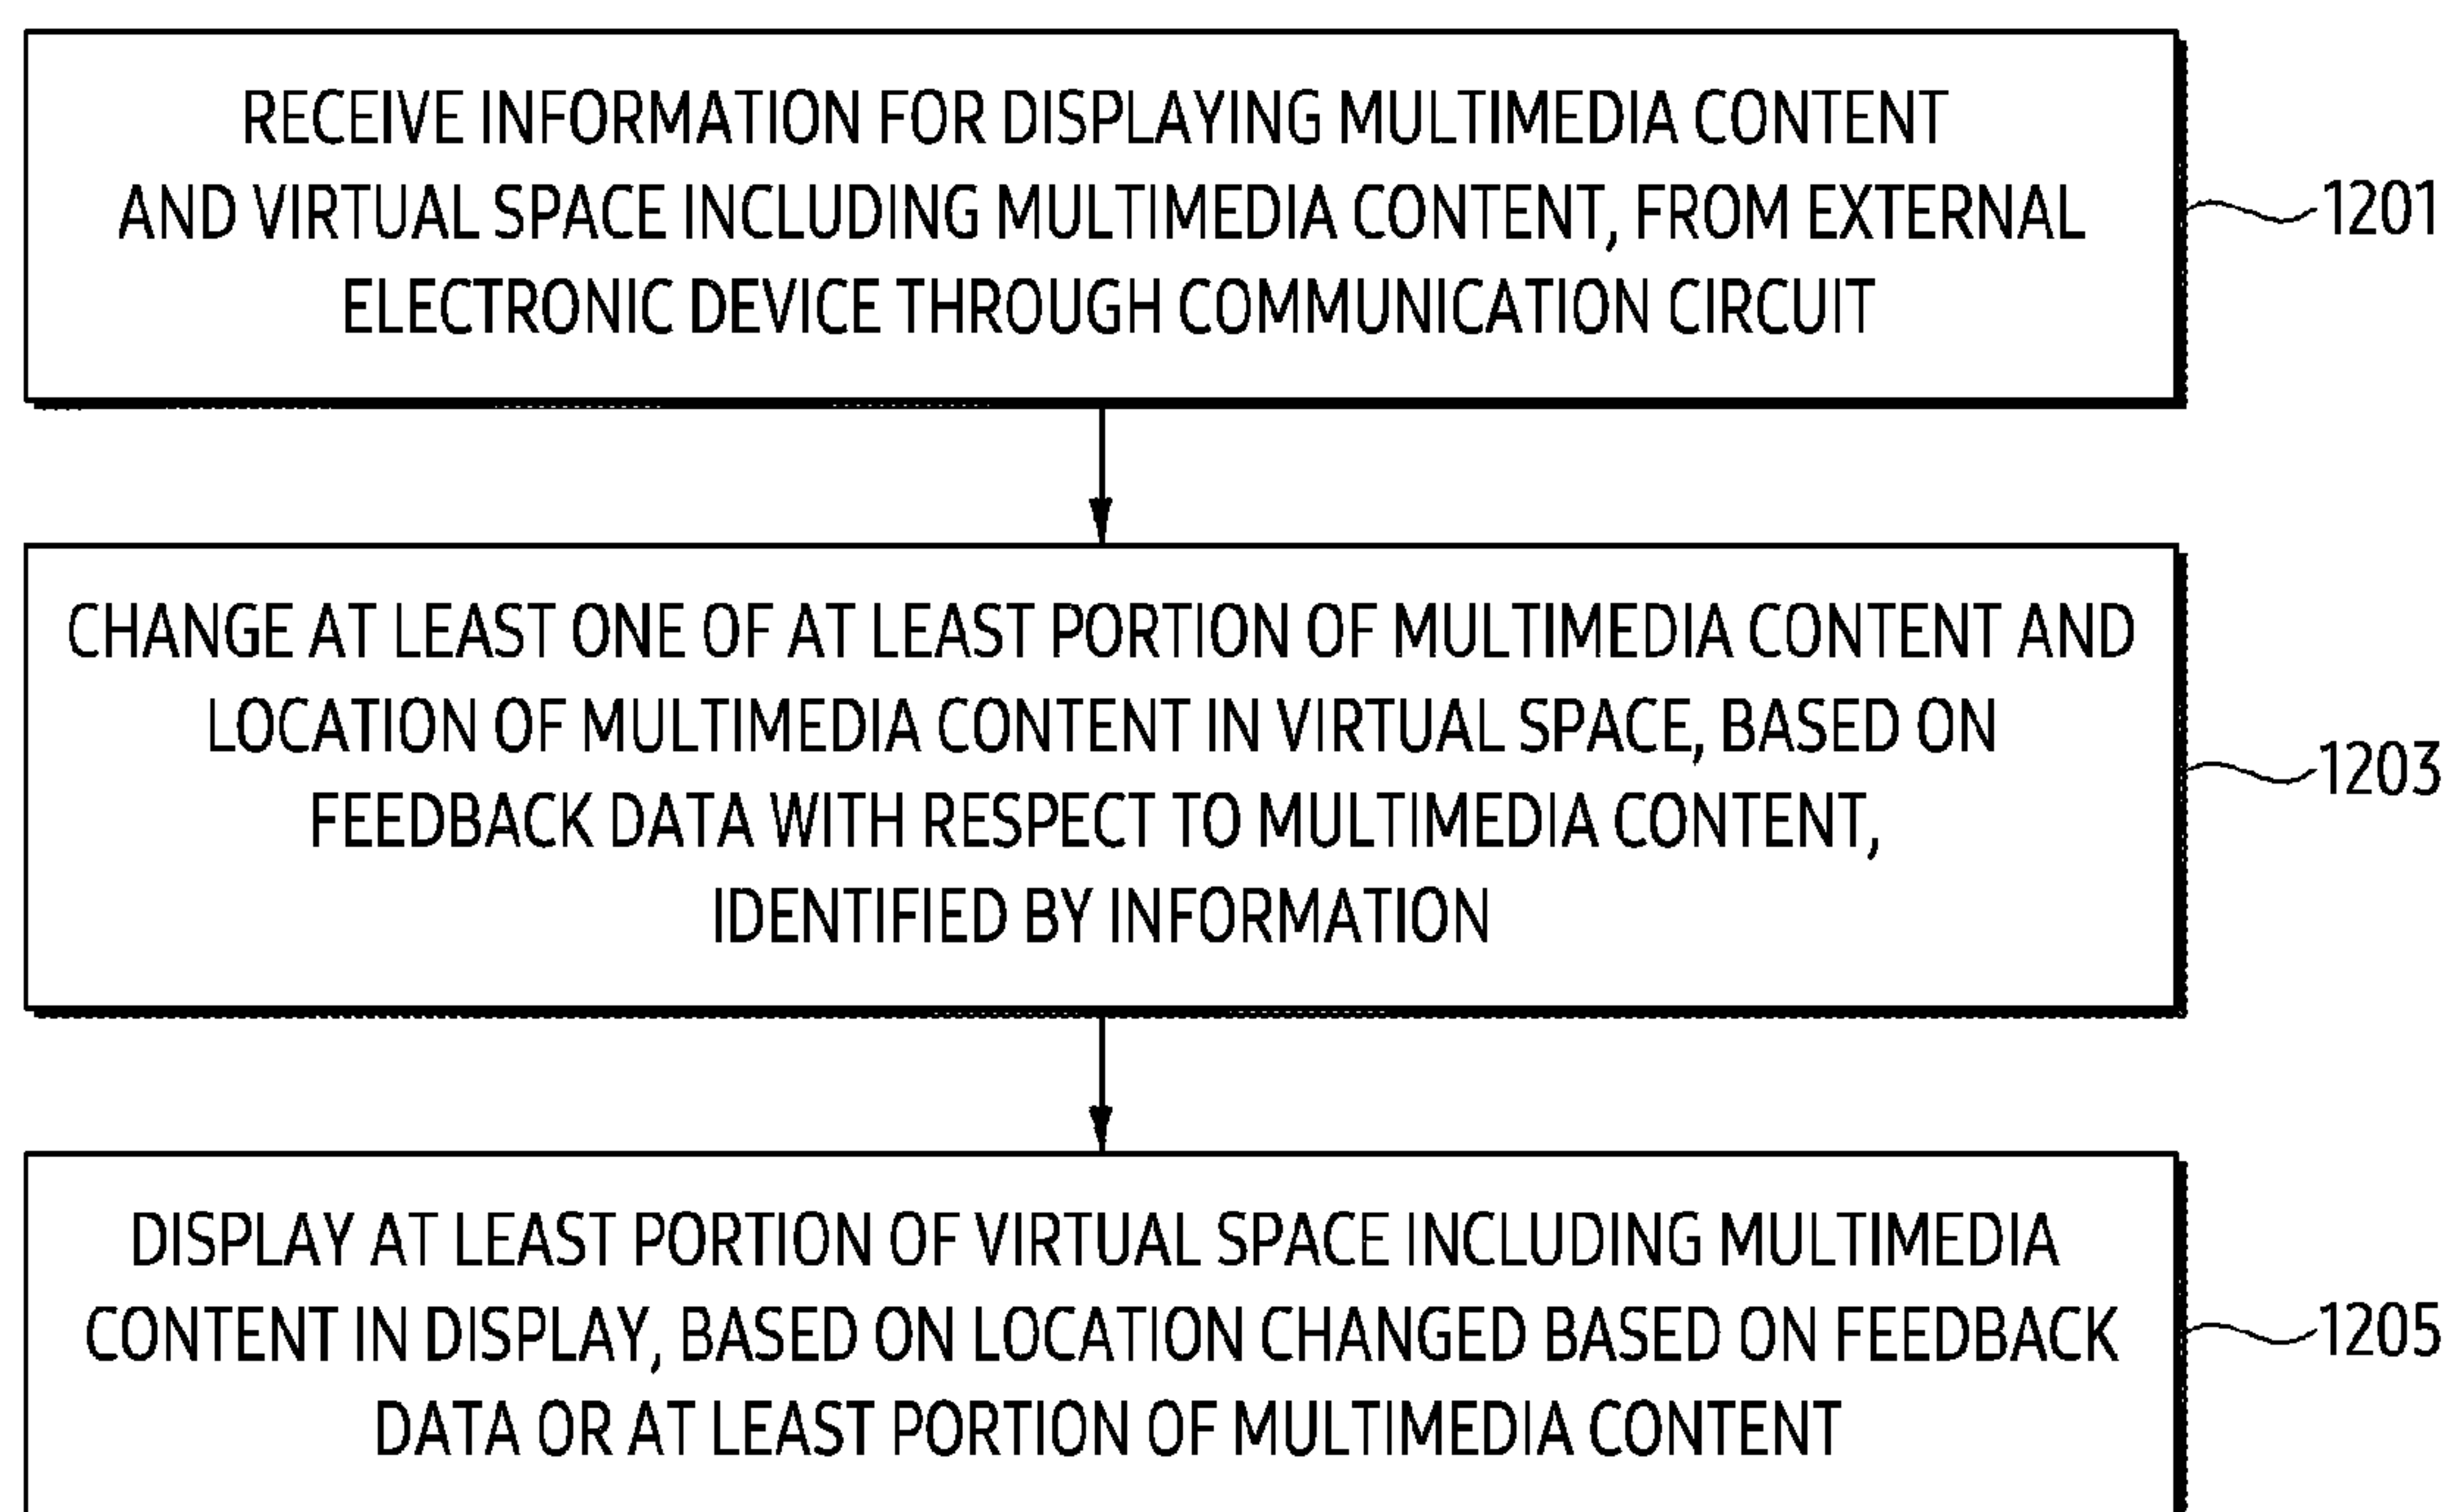 RECEIVE INFORMATION FOR DISPLAYING MULTIMEDIA CONTENT
AND VIRTUAL SPACE INCLUDING MULTIMEDIA CONTENT, FROM EXTERNAL
ELECTRONIC DEVICE THROUGH COMMUNICATION CIRCUIT
1201
CHANGE AT LEAST ONE OF AT LEAST PORTION OF MULTIMEDIA CONTENT AND
LOCATION OF MULTIMEDIA CONTENT IN VIRTUAL SPACE, BASED ON
FEEDBACK DATA WITH RESPECT TO MULTIMEDIA CONTENT,
IDENTIFIED BY INFORMATION
1203
DISPLAY AT LEAST PORTION OF VIRTUAL SPACE INCLUDING MULTIMEDIA
CONTENT IN DISPLAY, BASED ON LOCATION CHANGED BASED ON FEEDBACK
DATA OR AT LEAST PORTION OF MULTIMEDIA CONTENT
1205